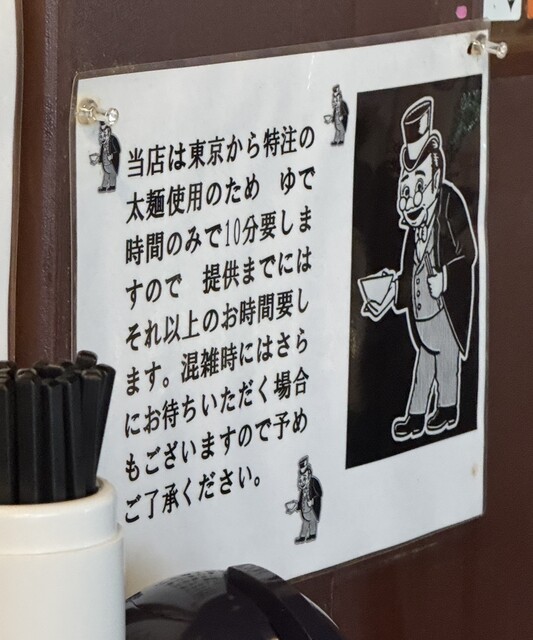 当店は東京から特注の
太麺使用のため　ゆで
時間のみで10分要しま
すので　提供までには
それ以上のお時間要し
ます。混雑時にはさら
にお待ちいただく場合
もございますので予め
ご了承ください。